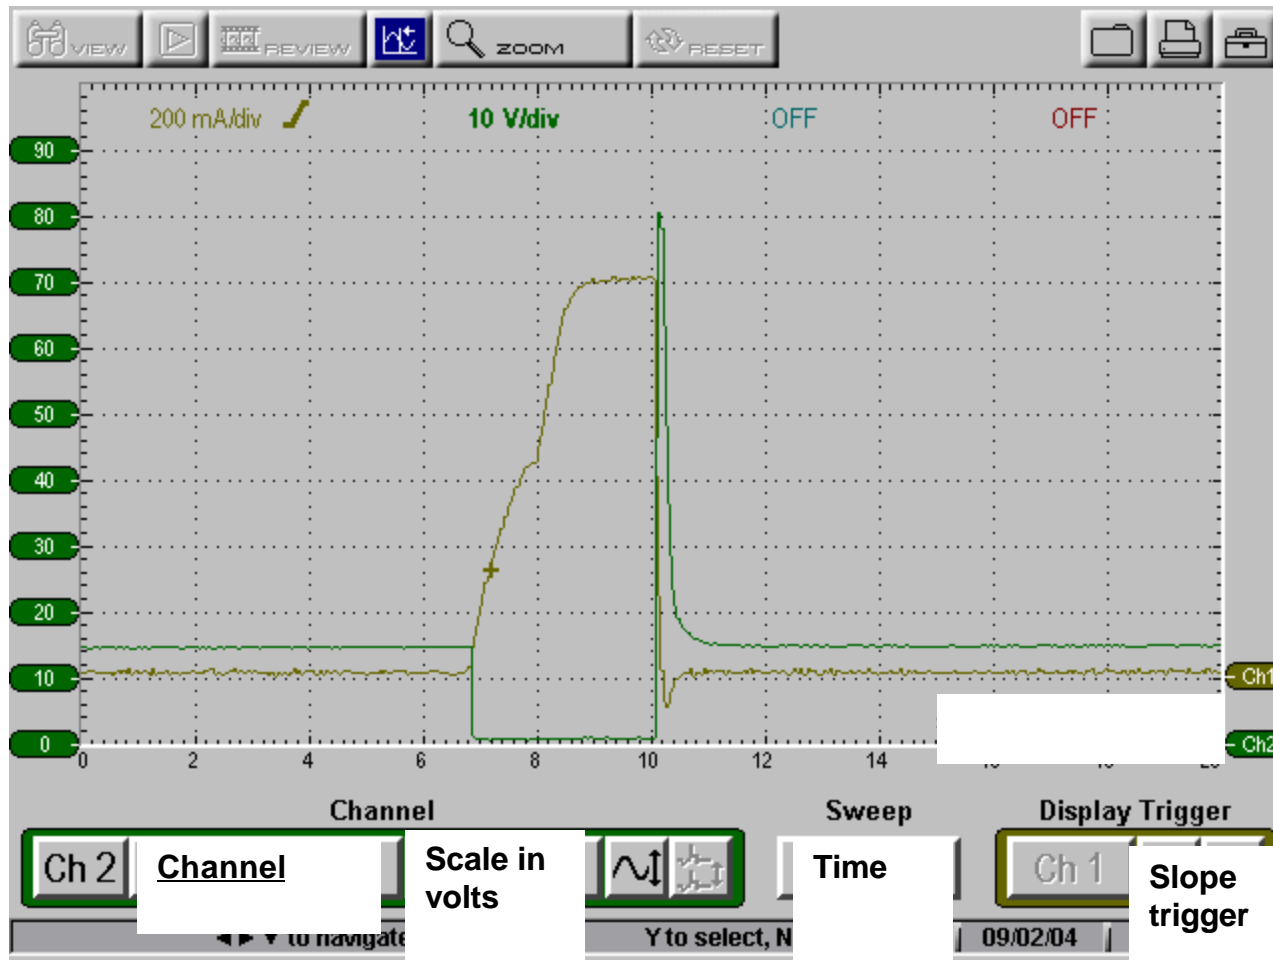 VIEW REVIEW ZOOM RESET
200 mA/div 10 V/div OFF OFF
90
80
70
60
50
40
30
20
10 Ch1
0 Ch2
0 2 4 6 8 10 12 14
Channel Sweep Display Trigger
Ch 2 Channel Scale in volts Time Ch 1 Slope trigger
to navigate Y to select, N 09/02/04